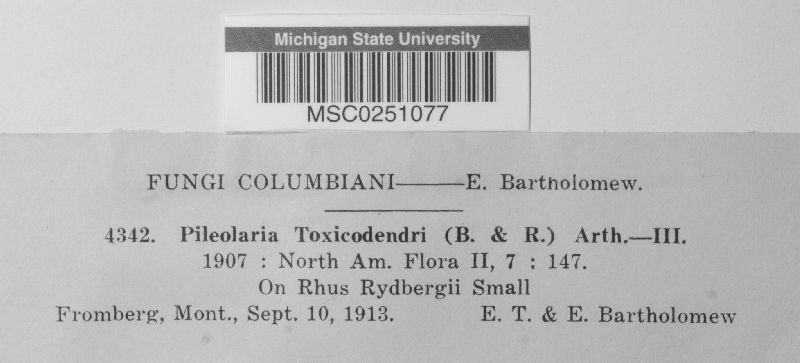 Michigan State University
MSC0251077
FUNGI COLUMBIANI——E. Bartholomew.
4342. Pileolaria Toxicodendri (B. & R.) Arth.—III.
1907 : North Am. Flora II, 7 : 147.
On Rhus Rydbergii Small
Fromberg, Mont., Sept. 10, 1913. E. T. & E. Bartholomew